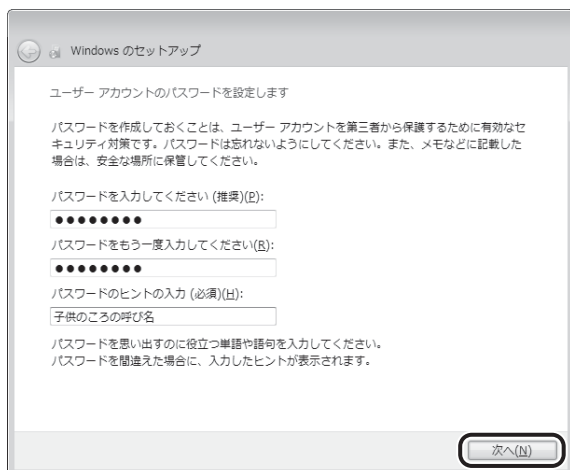 Windows のセットアップ
ユーザー アカウントのパスワードを設定します
パスワードを作成しておくことは、ユーザー アカウントを第三者から保護するために有効なセ
キュリティ対策です。パスワードは忘れないようにしてください。また、メモなどに記載した
場合は、安全な場所に保管してください。
パスワードを入力してください (推奨)(P):
●●●●●●●●
パスワードをもう一度入力してください(R):
●●●●●●●●
パスワードのヒントの入力 (必須)(H):
子供のころの呼び名
パスワードを思い出すのに役立つ単語や語句を入力してください。
パスワードを間違えた場合に、入力したヒントが表示されます。
次へ(N)